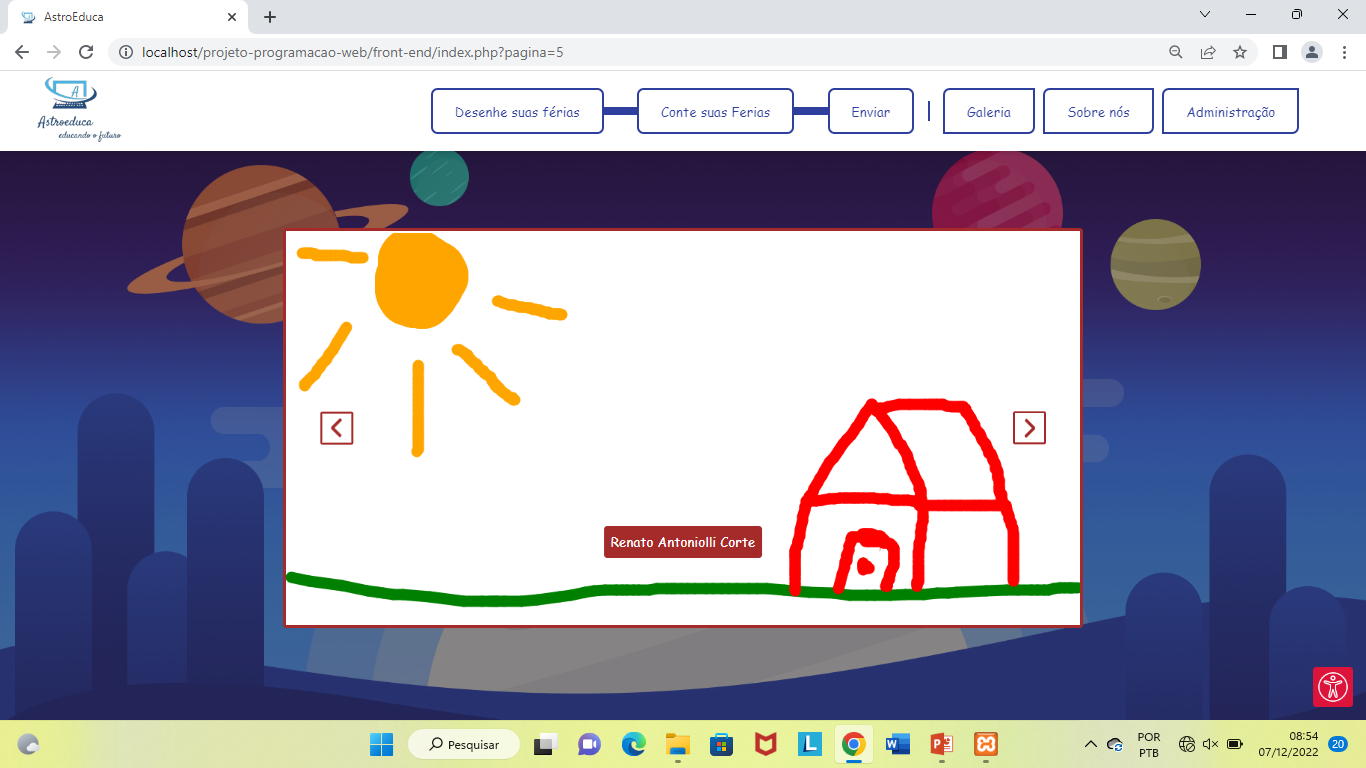 AstroEduca
localhost/projeto-programacao-web/front-end/index.php?pagina=5
A
Astroeduca
educando o futuro
Desenhe suas férias
Conte suas Ferias
Enviar
Galeria
Sobre nós
Administração
Renato Antoniolli Corte
Pesquisar
L
W
P
POR
PTB
08:54
07/12/2022
20